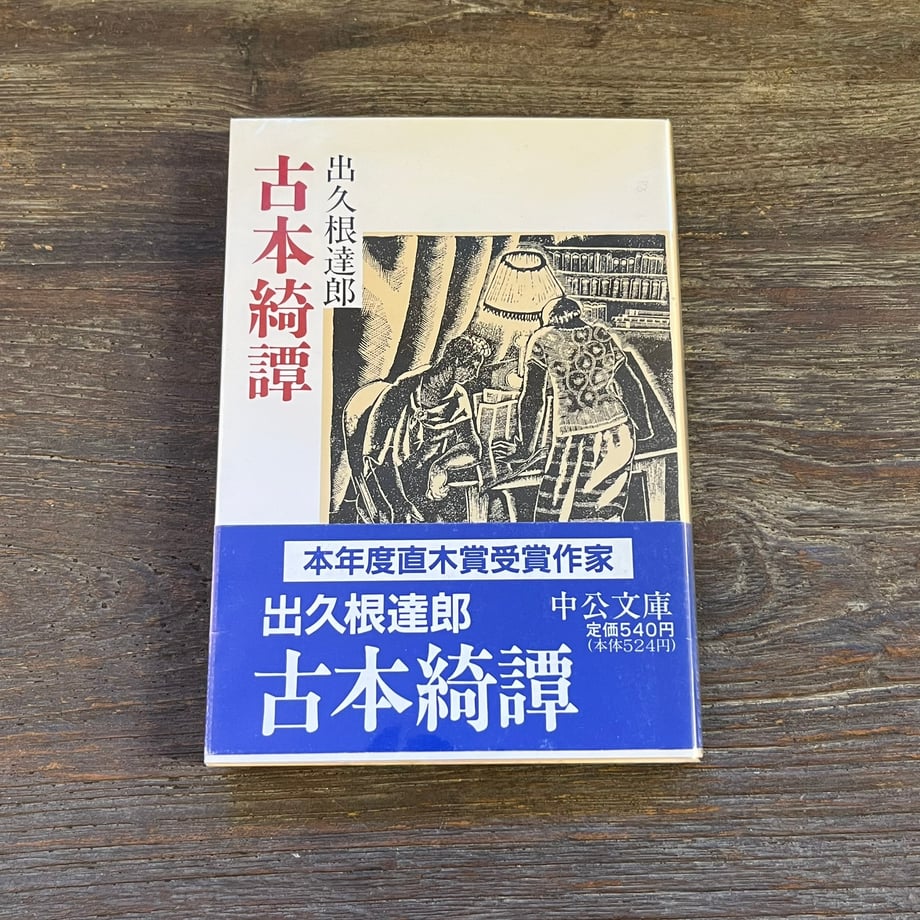 出久根達郎
古本綺譚
本年度直木賞受賞作家
出久根達郎
古本綺譚
中公文庫
定価540円
(本体524円)